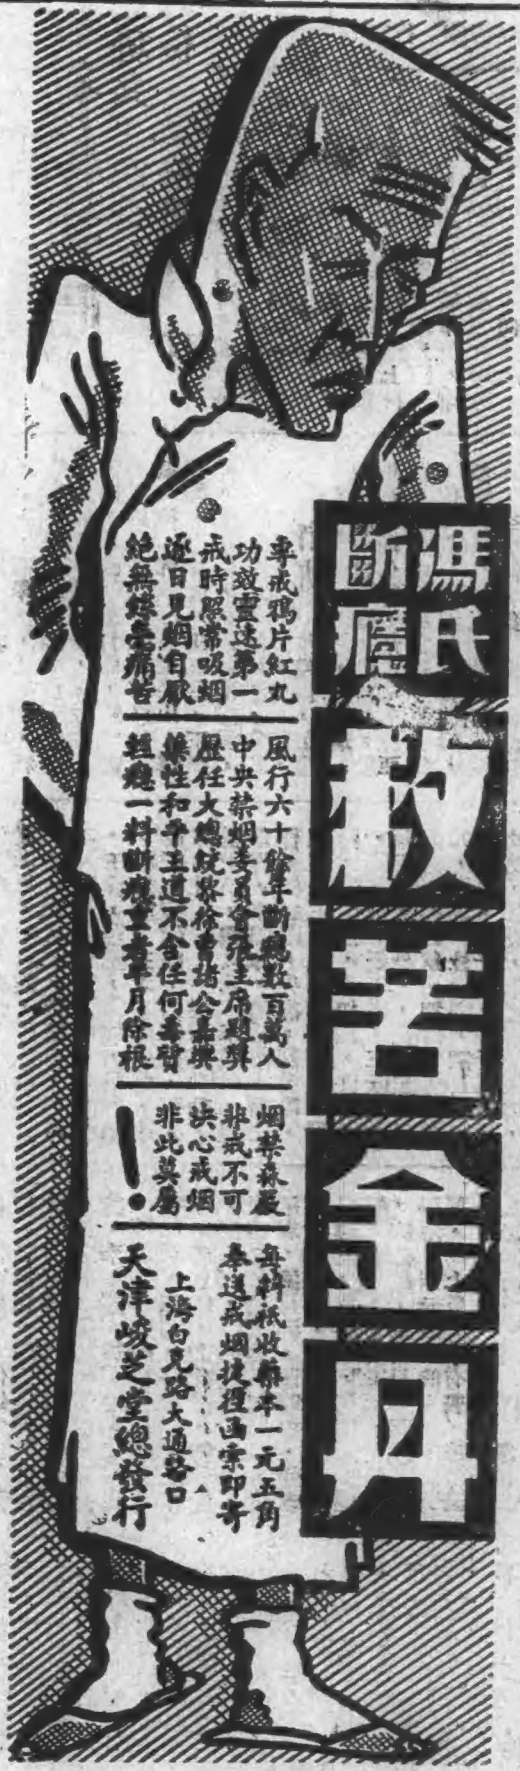 馮氏
斷癮
救苦金丹
專戒鴉片紅丸
功效靈速第一
戒時照常吸烟
逐日見烟自厭
絕無絲毫痛苦
風行六十餘年斷癮數百萬人
中央禁烟委員會張主席題獎
歷任大總統黎徐曹諸公嘉獎
藥性和平王道不含任何毒質
輕癮一料斷癮重者年月除根
烟禁森嚴
非戒不可
決心戒烟
非此莫屬
!
每料祇收藥本一元五角
奉送戒烟捷徑函索即寄
上海白克路大通路口
天津峻芝堂總發行